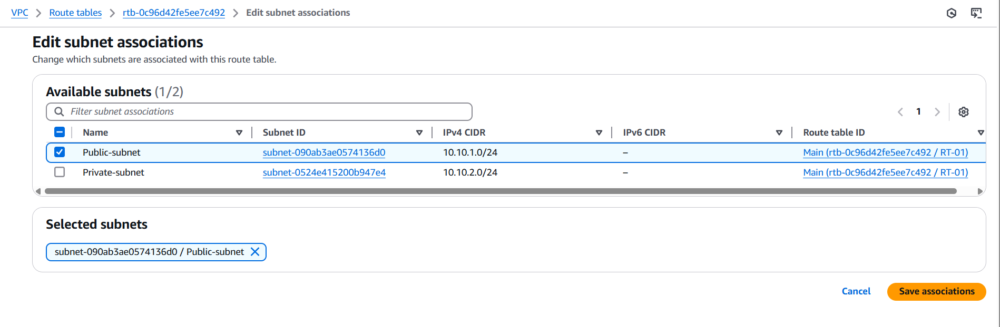 VPC > Route tables > rtb-0c96d42fe5ee7c492 > Edit subnet associations
Edit subnet associations
Change which subnets are associated with this route table.
Available subnets (1/2)
Filter subnet associations
1
Name Subnet ID IPv4 CIDR IPv6 CIDR Route table ID
Public-subnet subnet-090ab3ae0574136d0 10.10.1.0/24 – Main (rtb-0c96d42fe5ee7c492 / RT-01)
Private-subnet subnet-0524e415200b947e4 10.10.2.0/24 – Main (rtb-0c96d42fe5ee7c492 / RT-01)
Selected subnets
subnet-090ab3ae0574136d0 / Public-subnet
Cancel Save associations